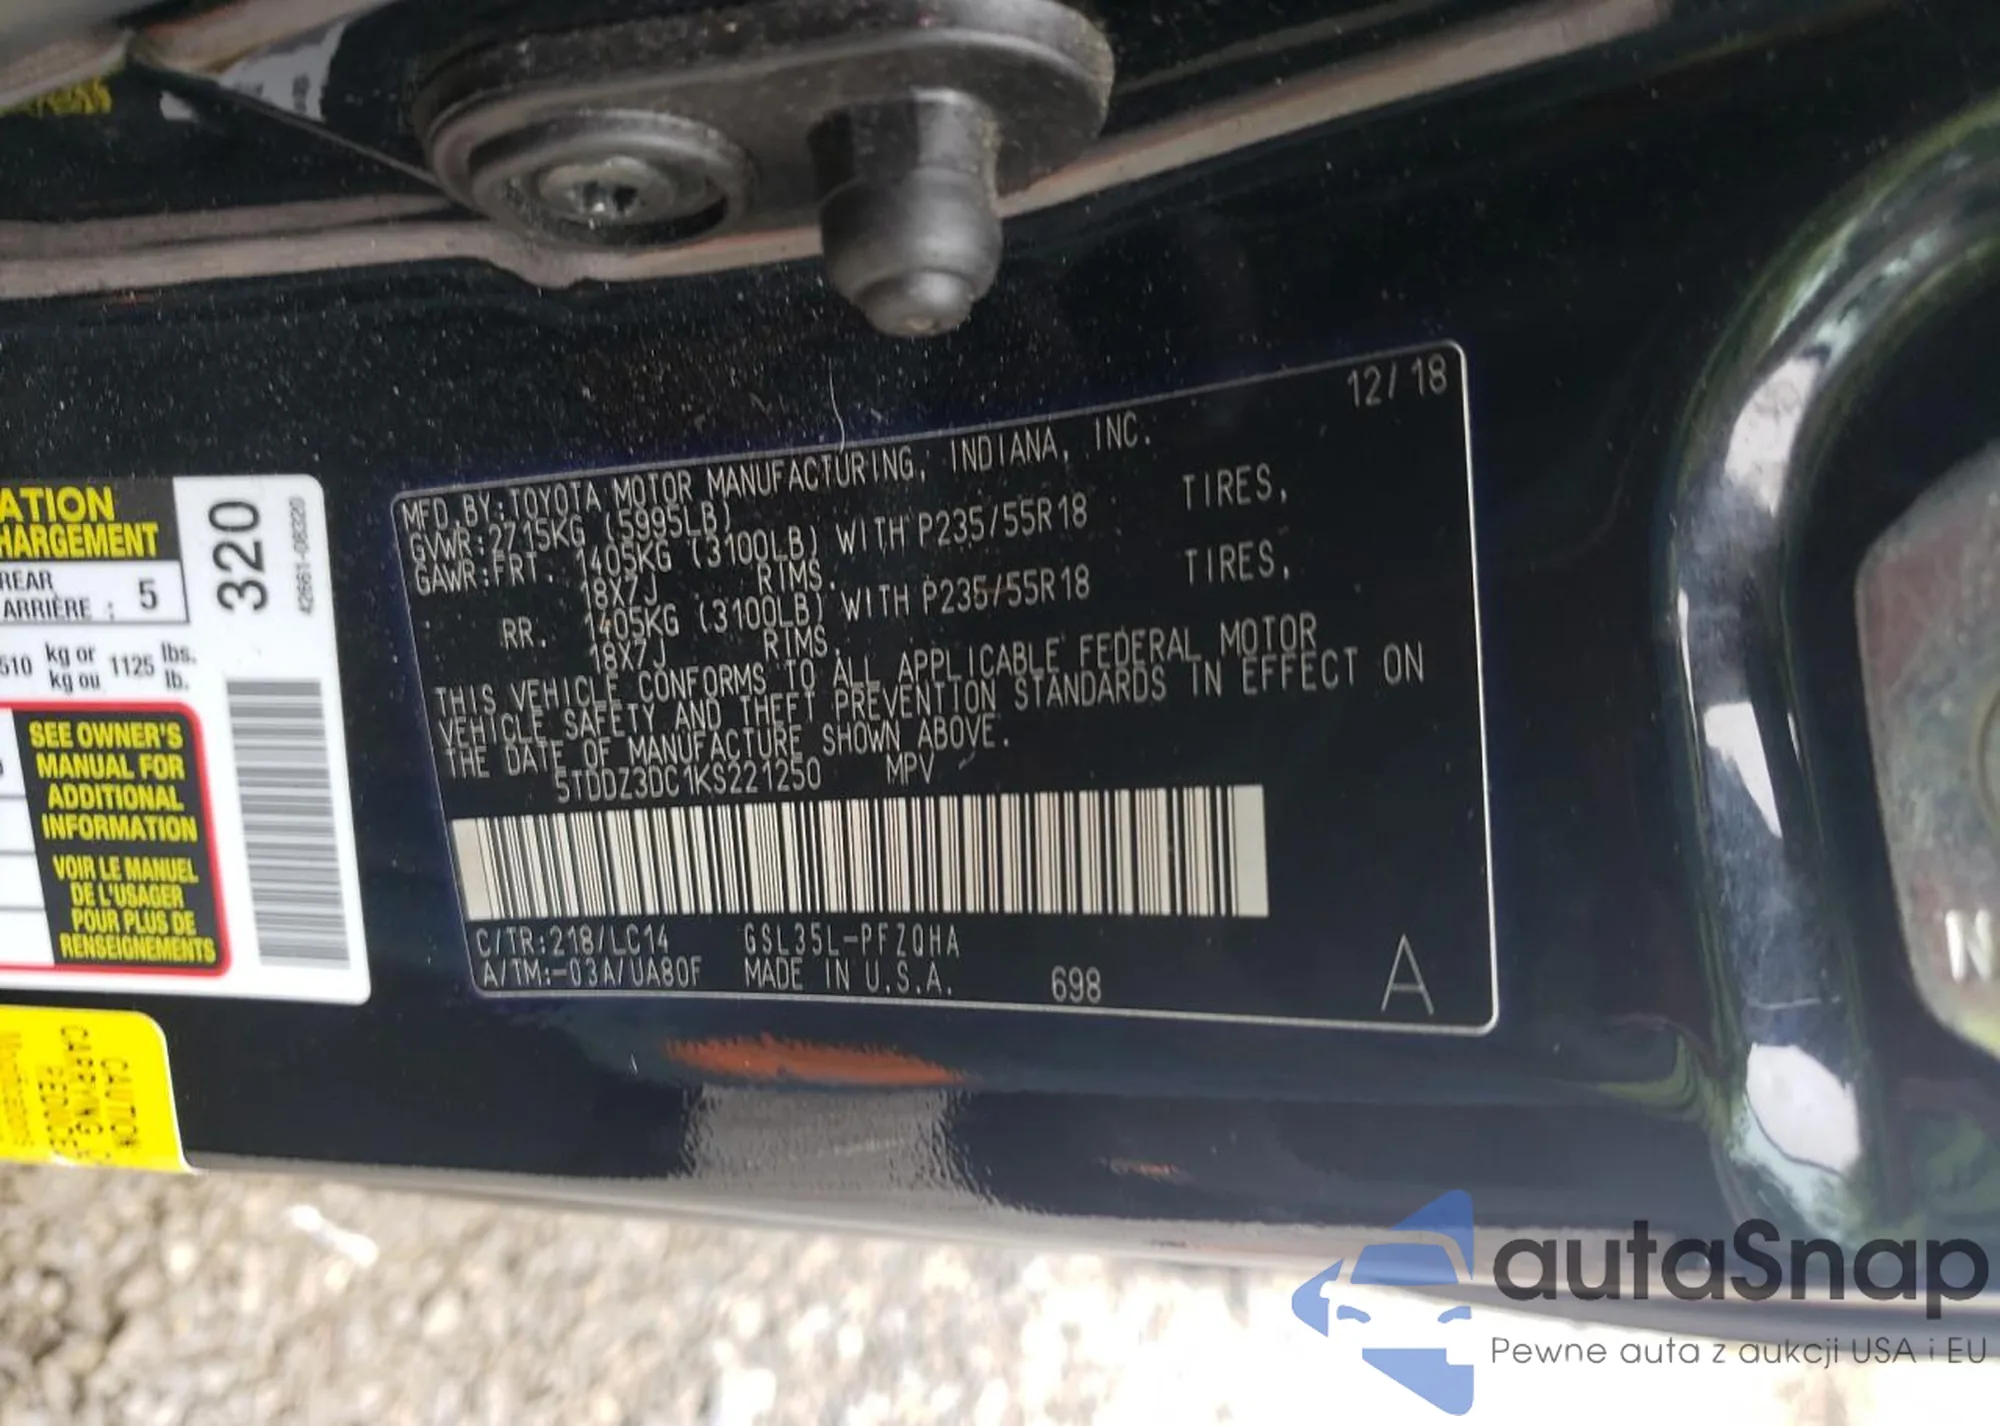 ATION
HARGEMENT
REAR
ARRIÈRE : 5
510 kg or 1125 lbs.
kg ou lb.
SEE OWNER'S
MANUAL FOR
ADDITIONAL
INFORMATION
VOIR LE MANUEL
DE L'USAGER
POUR PLUS DE
RENSEIGNEMENTS
320
42661-08320
CAUTION
CARRYING
12/18
MFD.BY:TOYOTA MOTOR MANUFACTURING, INDIANA, INC.
GVWR:2715KG (5995LB)
GAWR:FRT. 1405KG (3100LB) WITH P235/55R18 TIRES,
18X7J RIMS.
RR. 1405KG (3100LB) WITH P235/55R18 TIRES,
18X7J RIMS.
THIS VEHICLE CONFORMS TO ALL APPLICABLE FEDERAL MOTOR
VEHICLE SAFETY AND THEFT PREVENTION STANDARDS IN EFFECT ON
THE DATE OF MANUFACTURE SHOWN ABOVE.
5TDDZ3DC1KS221250 MPV
C/TR:218/LC14 GSL35L-PFZQHA
A/TM:-03A/UA80F MADE IN U.S.A. 698 A
N
autaSnap
Pewne auta z aukcji USA i EU